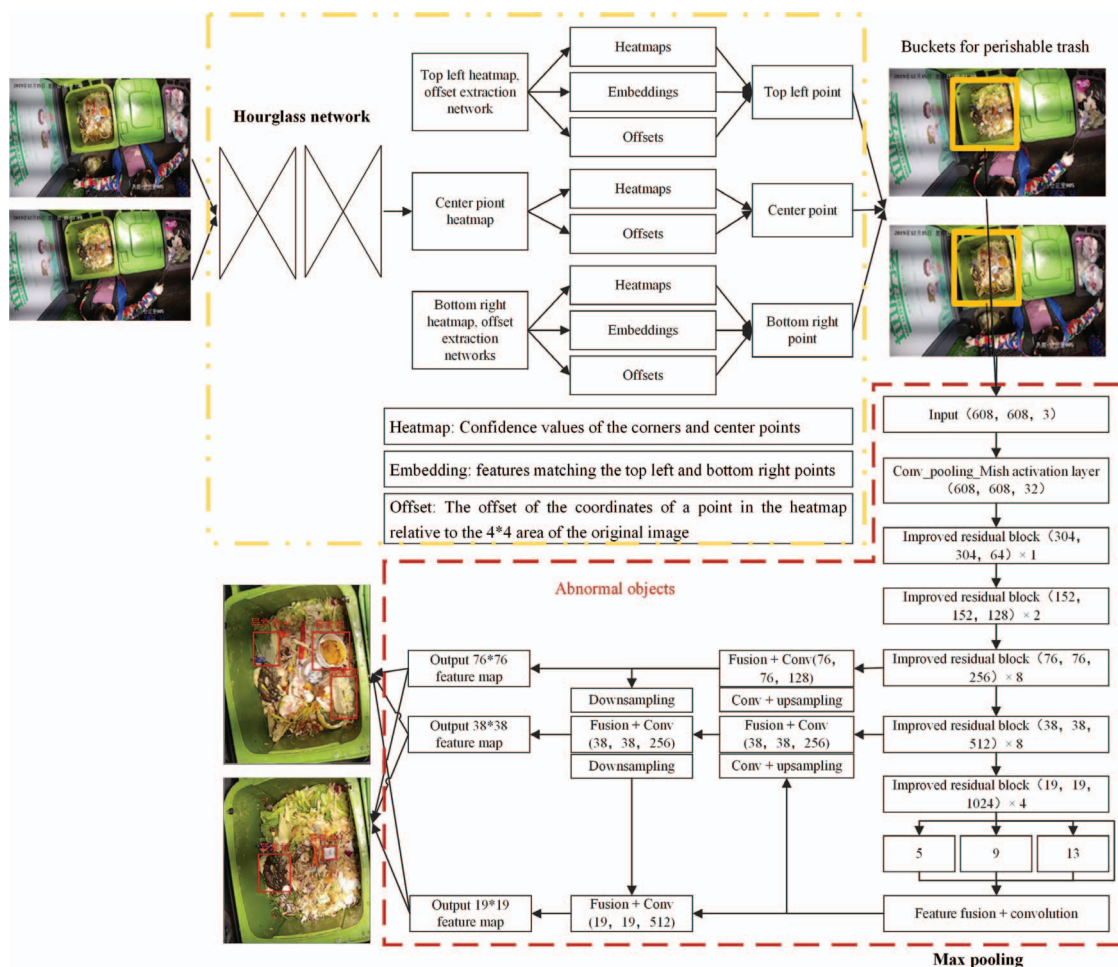 Buckets for perishable trash
Hourglass network
Top left heatmap,
offset extraction
network
Heatmaps
Embeddings
Offsets
Top left point
Center piont
heatmap
Heatmaps
Offsets
Center point
Bottom right
heatmap, offset
extraction
networks
Heatmaps
Embeddings
Offsets
Bottom right
point
Heatmap: Confidence values of the corners and center points
Embedding: features matching the top left and bottom right points
Offset: The offset of the coordinates of a point in the heatmap
relative to the 4*4 area of the original image
Input（608，608，3）
Conv_pooling_Mish activation layer
（608，608，32）
Improved residual block（304，
304，64）× 1
Improved residual block（152，
152，128）× 2
Improved residual block（76，76，
256）× 8
Improved residual block（38，38，
512）× 8
Improved residual block（19，19，
1024）× 4
5
9
13
Feature fusion + convolution
Max pooling
Abnormal objects
Fusion + Conv(76,
76, 128)
Conv + upsampling
Fusion + Conv
(38, 38, 256)
Conv + upsampling
Downsampling
Fusion + Conv
(38, 38, 256)
Downsampling
Fusion + Conv
(19, 19, 512)
Output 76*76
feature map
Output 38*38
feature map
Output 19*19
feature map